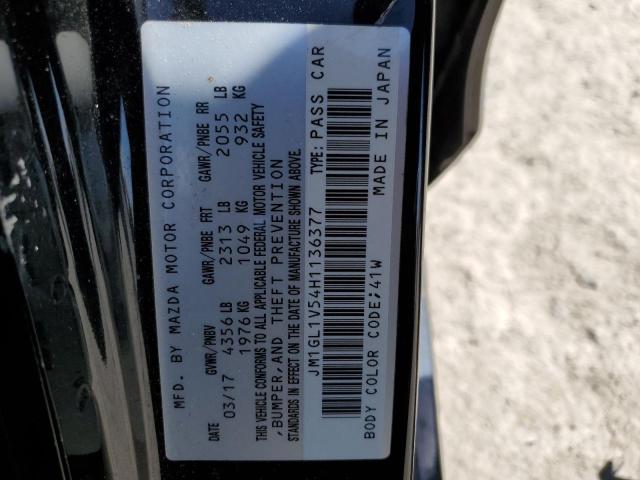 MFD. BY MAZDA MOTOR CORPORATION
GVWR/PNBV GAWR/PNBE FRT GAWR/PNBE RR
03/17 4356 LB 2313 LB 2055 LB
1976 KG 1049 KG 932 KG
THIS VEHICLE CONFORMS TO ALL APPLICABLE FEDERAL MOTOR VEHICLE SAFETY
,BUMPER,AND THEFT PREVENTION
STANDARDS IN EFFECT ON THE DATE OF MANUFACTURE SHOWN ABOVE.
JM1GL1V54H1136377 TYPE: PASS CAR
BODY COLOR CODE;41W MADE IN JAPAN